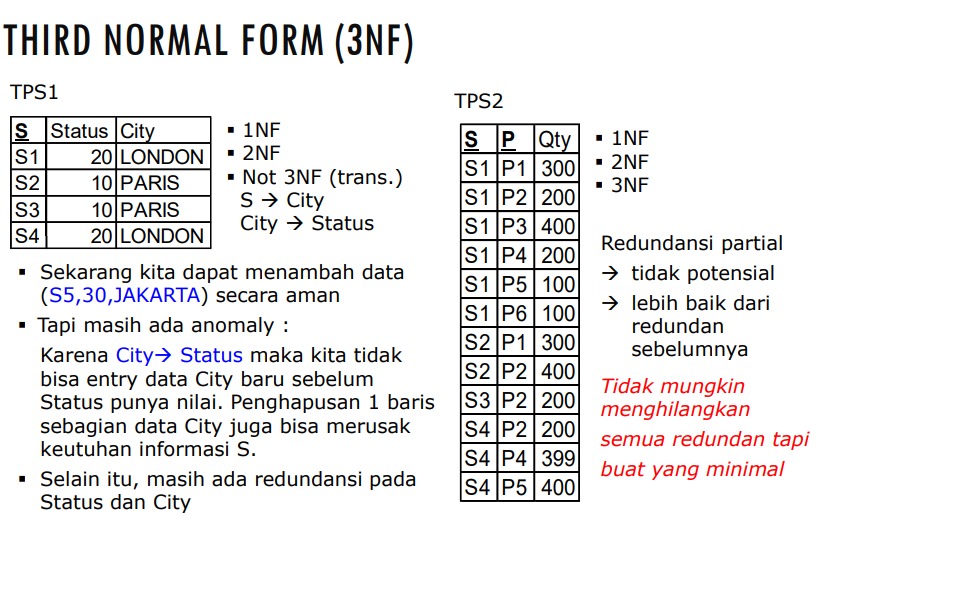 THIRD NORMAL FORM (3NF)
TPS1
S Status City
S1 20 LONDON
S2 10 PARIS
S3 10 PARIS
S4 20 LONDON
▪ 1NF
▪ 2NF
▪ Not 3NF (trans.)
S → City
City → Status
▪ Sekarang kita dapat menambah data
(S5,30,JAKARTA) secara aman
▪ Tapi masih ada anomaly :
Karena City→ Status maka kita tidak
bisa entry data City baru sebelum
Status punya nilai. Penghapusan 1 baris
sebagian data City juga bisa merusak
keutuhan informasi S.
▪ Selain itu, masih ada redundansi pada
Status dan City
TPS2
S P Qty
S1 P1 300
S1 P2 200
S1 P3 400
S1 P4 200
S1 P5 100
S1 P6 100
S2 P1 300
S2 P2 400
S3 P2 200
S4 P2 200
S4 P4 399
S4 P5 400
▪ 1NF
▪ 2NF
▪ 3NF
Redundansi partial
→ tidak potensial
→ lebih baik dari
redundan
sebelumnya
Tidak mungkin
menghilangkan
semua redundan tapi
buat yang minimal